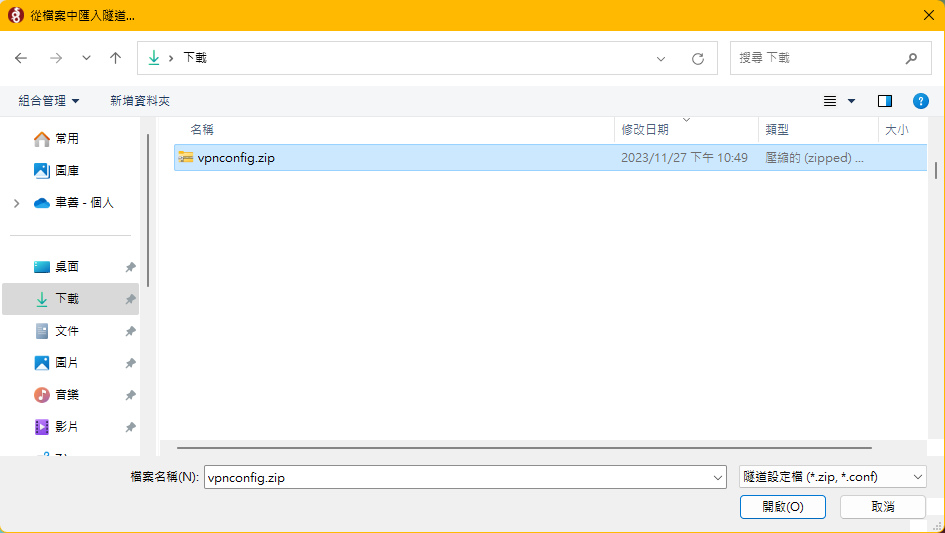 從檔案中匯入隧道...
下載
搜尋 下載
組合管理
新增資料夾
名稱
修改日期
類型
大小
vpnconfig.zip
2023/11/27 下午 10:49
壓縮的 (zipped) ...
常用
圖庫
聿善 - 個人
桌面
下載
文件
圖片
音樂
影片
檔案名稱(N):
vpnconfig.zip
隧道設定檔 (*.zip, *.conf)
開啟(O)
取消